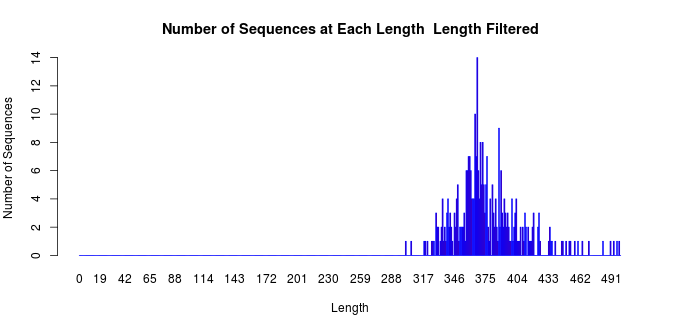 Number of Sequences at Each Length  Length Filtered
Number of Sequences
14
12
10
8
6
4
2
0
0 19 42 65 88 114 143 172 201 230 259 288 317 346 375 404 433 462 491
Length